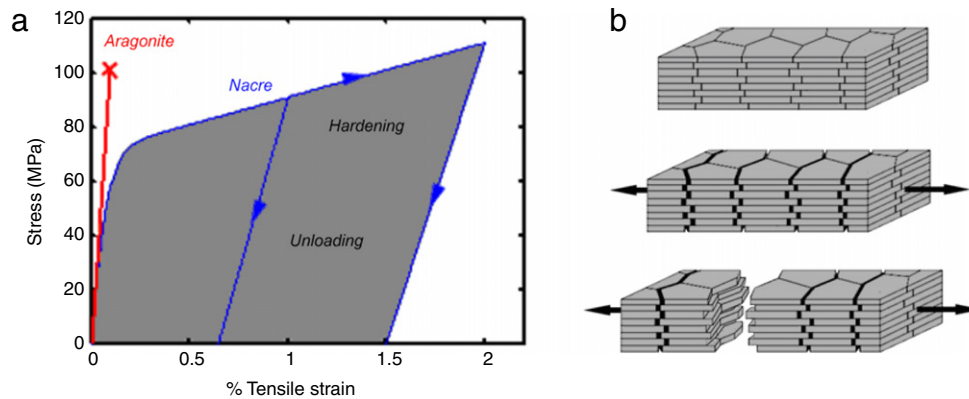 a
b
120
100
80
60
40
20
0
Stress (MPa)
Aragonite
Nacre
Hardening
Unloading
0
0.5
1
1.5
2
% Tensile strain